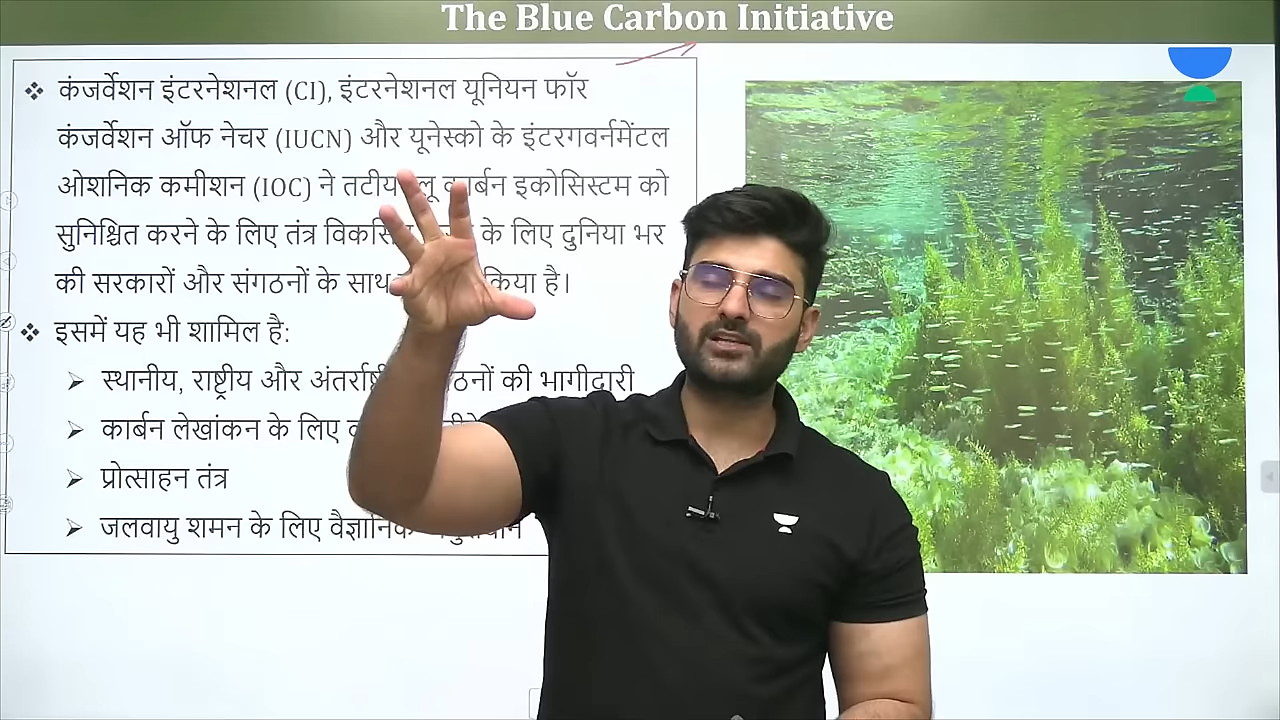 The Blue Carbon Initiative
❖ कंजर्वेशन इंटरनेशनल (CI), इंटरनेशनल यूनियन फॉर
कंजर्वेशन ऑफ नेचर (IUCN) और यूनेस्को के इंटरगवर्नमेंटल
ओशनिक कमीशन (IOC) ने इकोसिस्टम को
सुनिश्चित करने के लिए तंत्र के लिए दुनिया भर
की सरकारों और संगठनों के साथ किया है।
❖ इसमें यह भी शामिल है:
➤ स्थानीय, राष्ट्रीय और की भागीदारी
➤ कार्बन लेखांकन के लिए
➤ प्रोत्साहन तंत्र
➤ जलवायु शमन के लिए